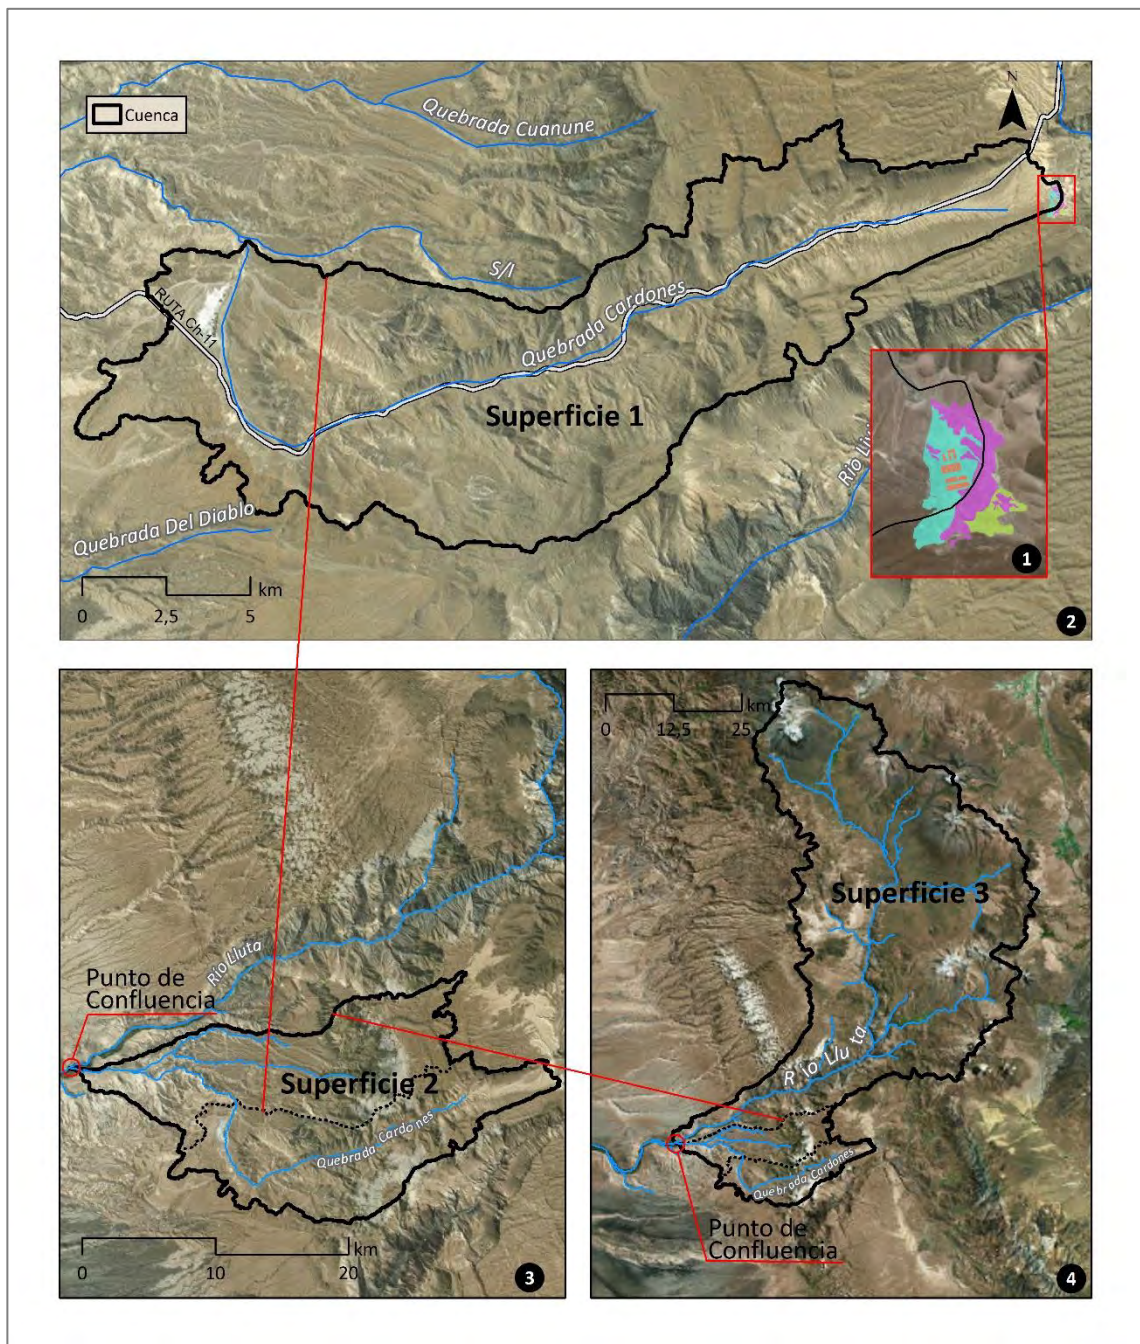 N
Cuenca
Quebrada Cuanune
S/I
RUTA Ch-11
Quebrada Cardones
Superficie 1
Quebrada Del Diablo
km
0 2,5 5
1
2
km
0 12,5 25
4
Superficie 3
Río Lluta
Punto de
Confluencia
Superficie 2
Río Lluta
Quebrada Cardones
Quebrada Cardones
Punto de
Confluencia
km
0 10 20
3